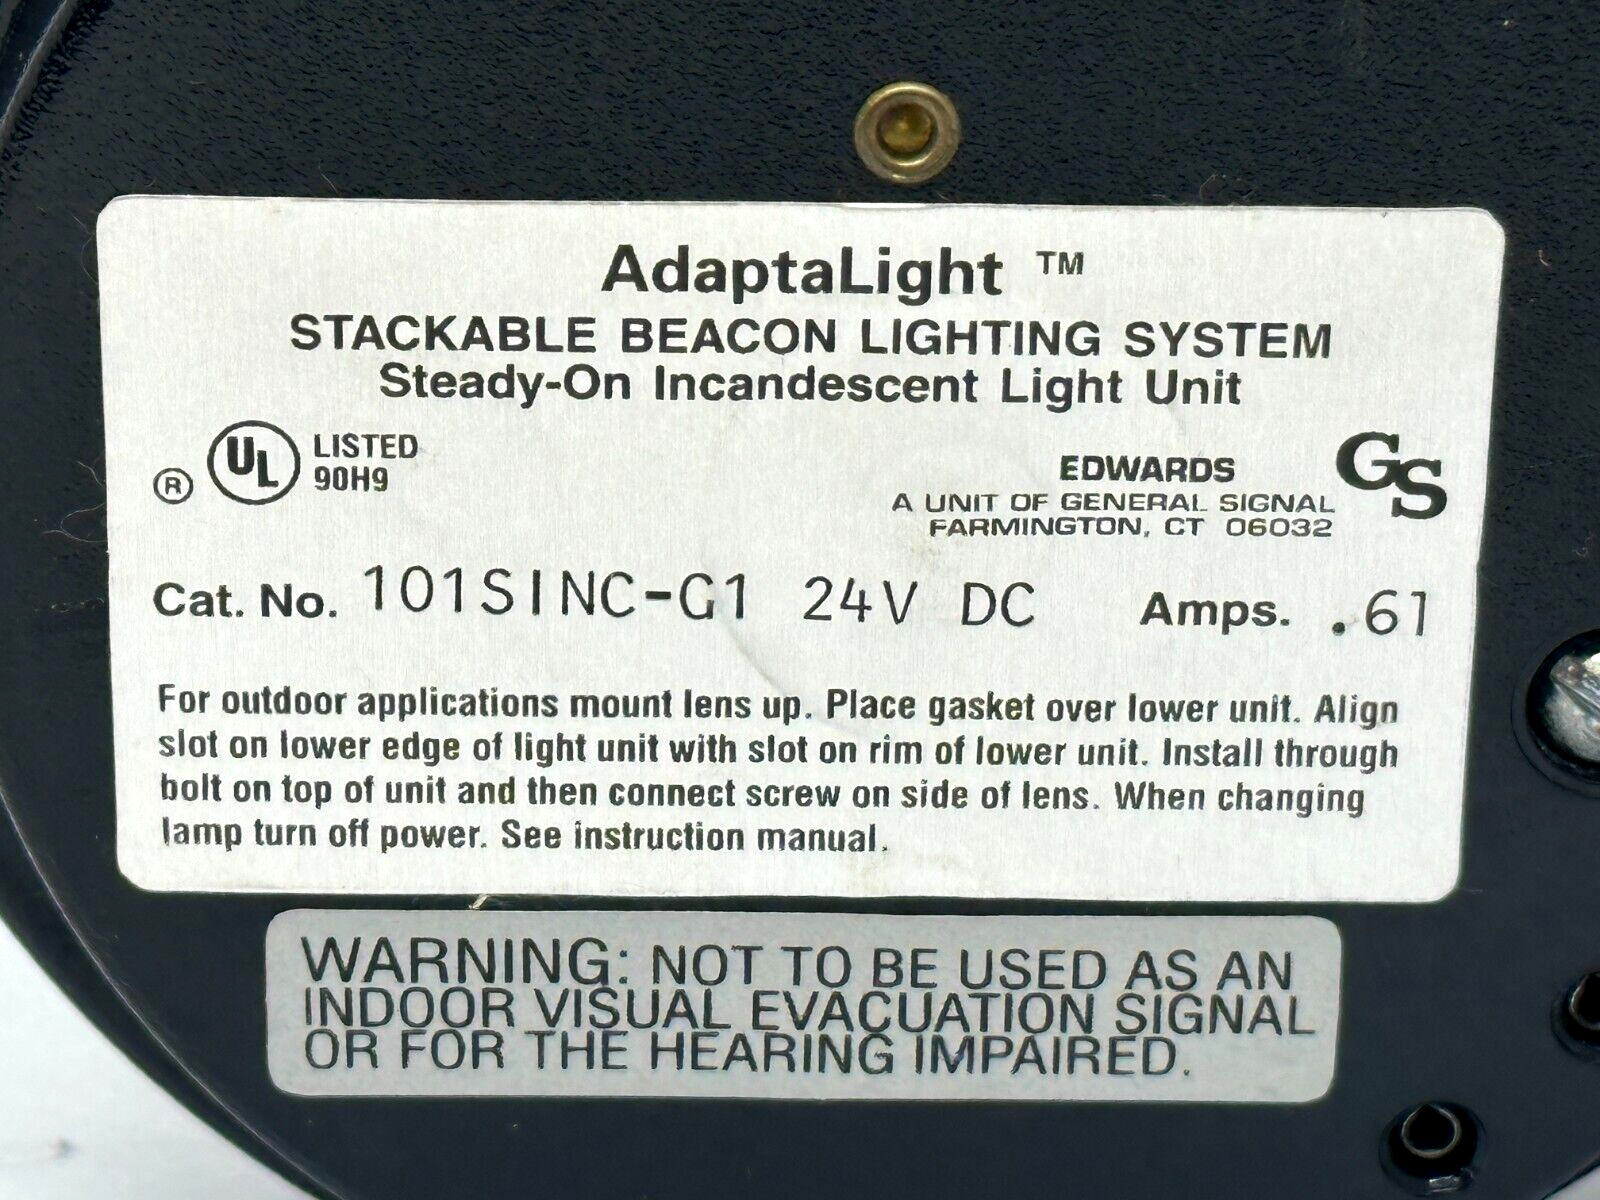 AdaptaLight ™
STACKABLE BEACON LIGHTING SYSTEM
Steady-On Incandescent Light Unit
® UL LISTED
90H9
EDWARDS GS
A UNIT OF GENERAL SIGNAL
FARMINGTON, CT 06032
Cat. No. 101SINC-G1 24V DC Amps. .61
For outdoor applications mount lens up. Place gasket over lower unit. Align
slot on lower edge of light unit with slot on rim of lower unit. Install through
bolt on top of unit and then connect screw on side of lens. When changing
lamp turn off power. See instruction manual.
WARNING: NOT TO BE USED AS AN
INDOOR VISUAL EVACUATION SIGNAL
OR FOR THE HEARING IMPAIRED.